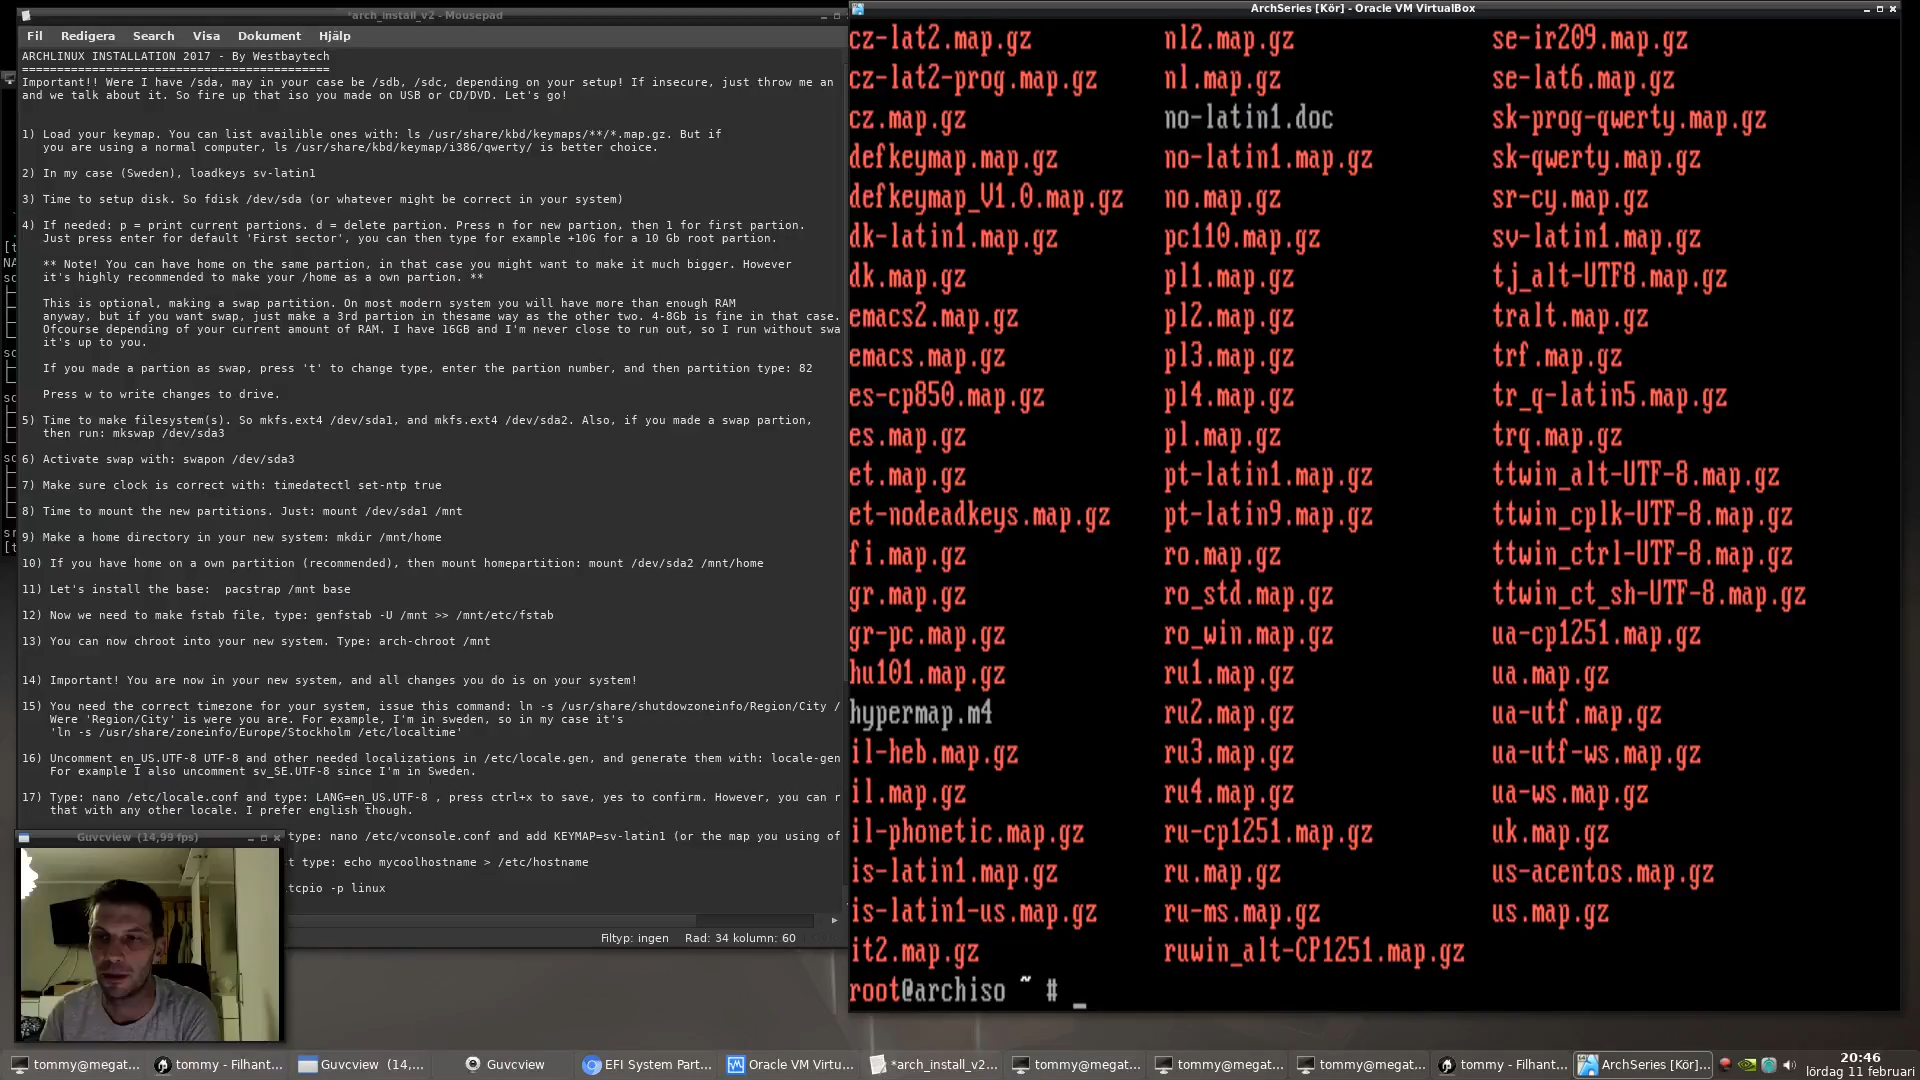 *arch_install_v2 - Mousepad
Fil Redigera Search Visa Dokument Hjälp
ARCHLINUX INSTALLATION 2017 - By Westbaytech
============================================
Important!! Were I have /sda, may in your case be /sdb, /sdc, depending on your setup! If insecure, just throw me an
and we talk about it. So fire up that iso you made on USB or CD/DVD. Let's go!
1) Load your keymap. You can list availible ones with: ls /usr/share/kbd/keymaps/**/*.map.gz. But if
you are using a normal computer, ls /usr/share/kbd/keymap/i386/qwerty/ is better choice.
2) In my case (Sweden), loadkeys sv-latin1
3) Time to setup disk. So fdisk /dev/sda (or whatever might be correct in your system)
4) If needed: p = print current partions. d = delete partion. Press n for new partion, then 1 for first partion.
Just press enter for default 'First sector', you can then type for example +10G for a 10 Gb root partion.
** Note! You can have home on the same partion, in that case you might want to make it much bigger. However
it's highly recommended to make your /home as a own partion. **
This is optional, making a swap partition. On most modern system you will have more than enough RAM
anyway, but if you want swap, just make a 3rd partion in thesame way as the other two. 4-8Gb is fine in that case.
Ofcourse depending of your current amount of RAM. I have 16GB and I'm never close to run out, so I run without swa
it's up to you.
If you made a partion as swap, press 't' to change type, enter the partion number, and then partition type: 82
Press w to write changes to drive.
5) Time to make filesystem(s). So mkfs.ext4 /dev/sda1, and mkfs.ext4 /dev/sda2. Also, if you made a swap partion,
then run: mkswap /dev/sda3
6) Activate swap with: swapon /dev/sda3
7) Make sure clock is correct with: timedatectl set-ntp true
8) Time to mount the new partitions. Just: mount /dev/sda1 /mnt
9) Make a home directory in your new system: mkdir /mnt/home
10) If you have home on a own partition (recommended), then mount homepartition: mount /dev/sda2 /mnt/home
11) Let's install the base: pacstrap /mnt base
12) Now we need to make fstab file, type: genfstab -U /mnt >> /mnt/etc/fstab
13) You can now chroot into your new system. Type: arch-chroot /mnt
14) Important! You are now in your new system, and all changes you do is on your system!
15) You need the correct timezone for your system, issue this command: ln -s /usr/share/shutdowzoneinfo/Region/City /
Were 'Region/City' is were you are. For example, I'm in sweden, so in my case it's
'ln -s /usr/share/zoneinfo/Europe/Stockholm /etc/localtime'
16) Uncomment en_US.UTF-8 UTF-8 and other needed localizations in /etc/locale.gen, and generate them with: locale-gen
For example I also uncomment sv_SE.UTF-8 since I'm in Sweden.
17) Type: nano /etc/locale.conf and type: LANG=en_US.UTF-8 , press ctrl+x to save, yes to confirm. However, you can r
that with any other locale. I prefer english though.
type: nano /etc/vconsole.conf and add KEYMAP=sv-latin1 (or the map you using of
t type: echo mycoolhostname > /etc/hostname
tcpio -p linux
Filtyp: ingen Rad: 34 kolumn: 60
Guvcview (14,99 fps)
ArchSeries [Kör] - Oracle VM VirtualBox
cz-lat2.map.gz nl2.map.gz se-ir209.map.gz
cz-lat2-prog.map.gz nl.map.gz se-lat6.map.gz
cz.map.gz no-latin1.doc sk-prog-qwerty.map.gz
defkeymap.map.gz no-latin1.map.gz sk-qwerty.map.gz
defkeymap_V1.0.map.gz no.map.gz sr-cy.map.gz
dk-latin1.map.gz pc110.map.gz sv-latin1.map.gz
dk.map.gz pl1.map.gz tj_alt-UTF8.map.gz
emacs2.map.gz pl2.map.gz tralt.map.gz
emacs.map.gz pl3.map.gz trf.map.gz
es-cp850.map.gz pl4.map.gz tr_q-latin5.map.gz
es.map.gz pl.map.gz trq.map.gz
et.map.gz pt-latin1.map.gz ttwin_alt-UTF-8.map.gz
et-nodeadkeys.map.gz pt-latin9.map.gz ttwin_cplk-UTF-8.map.gz
fi.map.gz ro.map.gz ttwin_ctrl-UTF-8.map.gz
gr.map.gz ro_std.map.gz ttwin_ct_sh-UTF-8.map.gz
gr-pc.map.gz ro_win.map.gz ua-cp1251.map.gz
hu101.map.gz ru1.map.gz ua.map.gz
hypermap.m4 ru2.map.gz ua-utf.map.gz
il-heb.map.gz ru3.map.gz ua-utf-ws.map.gz
il.map.gz ru4.map.gz ua-ws.map.gz
il-phonetic.map.gz ru-cp1251.map.gz uk.map.gz
is-latin1.map.gz ru.map.gz us-acentos.map.gz
is-latin1-us.map.gz ru-ms.map.gz us.map.gz
it2.map.gz ruwin_alt-CP1251.map.gz
root@archiso ~ # _
tommy@megat... tommy - Filhant... Guvcview (14,... Guvcview EFI System Part... Oracle VM Virtu... *arch_install_v2... tommy@megat... tommy@megat... tommy@megat... tommy - Filhant... ArchSeries [Kör]...
20:46
lördag 11 februari